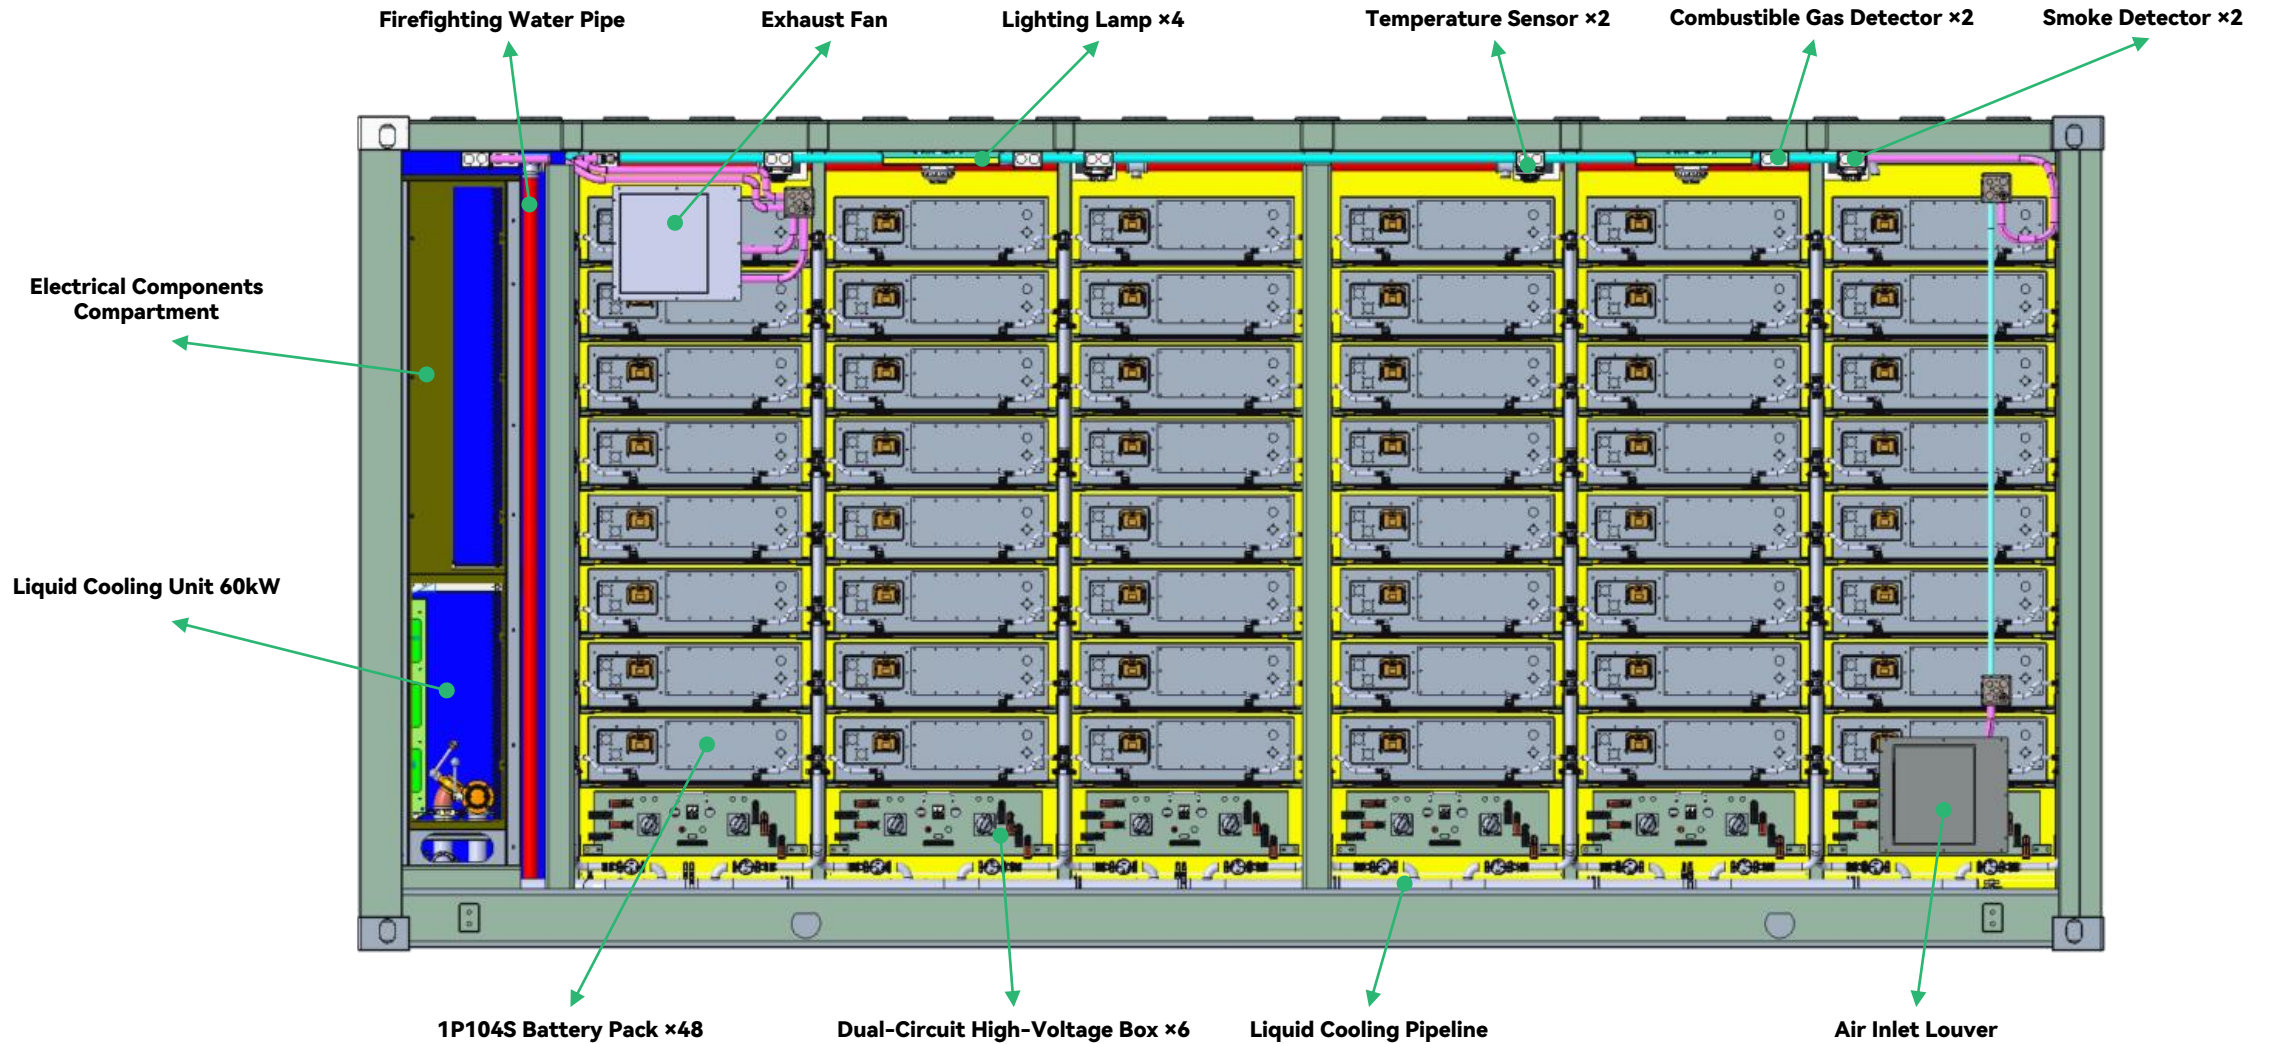 Firefighting Water Pipe
Exhaust Fan
Lighting Lamp ×4
Temperature Sensor ×2
Combustible Gas Detector ×2
Smoke Detector ×2
Electrical Components
Compartment
Liquid Cooling Unit 60kW
1P104S Battery Pack ×48
Dual-Circuit High-Voltage Box ×6
Liquid Cooling Pipeline
Air Inlet Louver